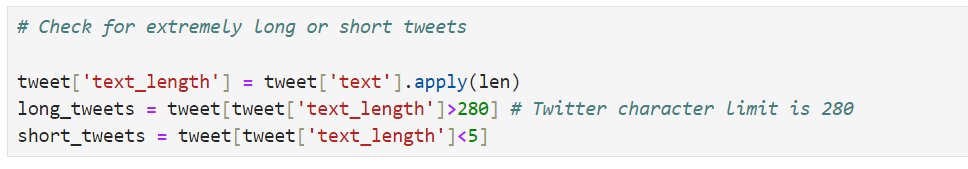 # Check for extremely long or short tweets
tweet['text_length'] = tweet['text'].apply(len)
long_tweets = tweet[tweet['text_length']>280] # Twitter character limit is 280
short_tweets = tweet[tweet['text_length']<5]